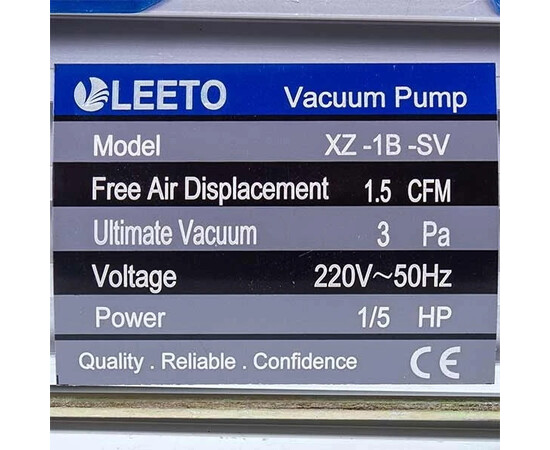 LEETO Vacuum Pump
Model XZ -1B -SV
Free Air Displacement 1.5 CFM
Ultimate Vacuum 3 Pa
Voltage 220V~50Hz
Power 1/5 HP
Quality . Reliable . Confidence CE